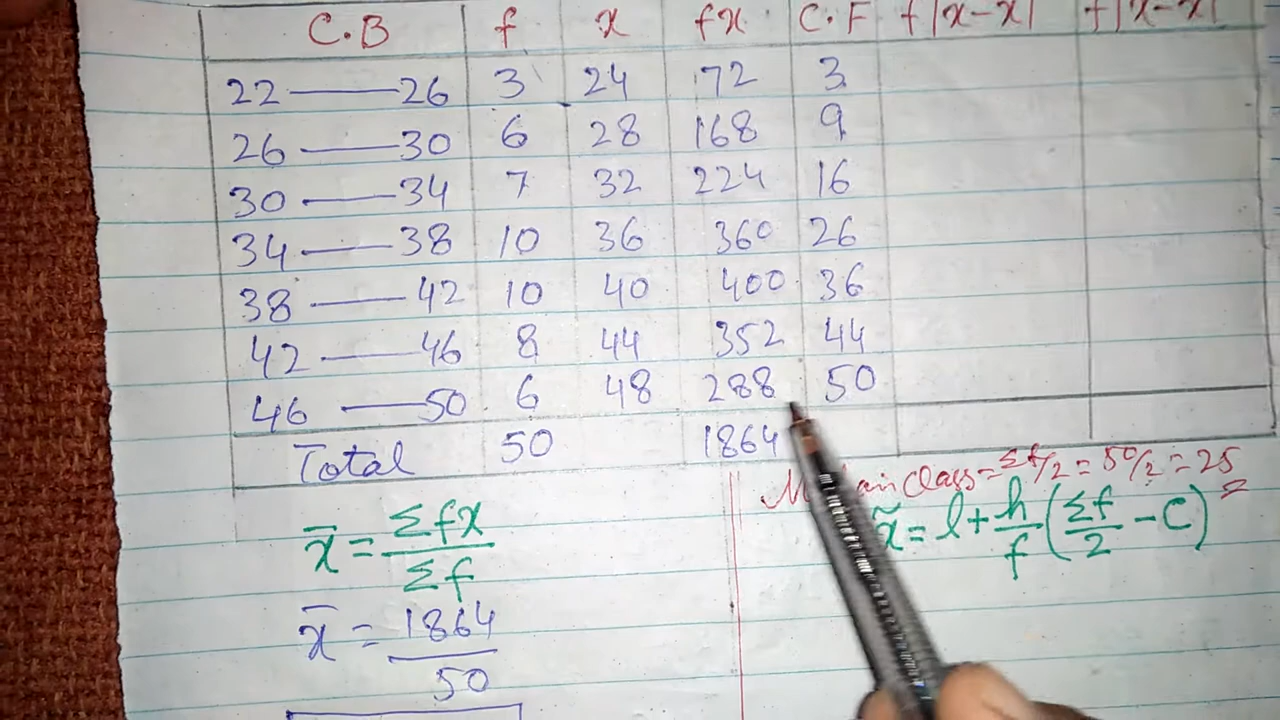 C.B f x fx C.F f|x-x̄| f|x-x̃|
22 — 26 3 24 72 3
26 — 30 6 28 168 9
30 — 34 7 32 224 16
34 — 38 10 36 360 26
38 — 42 10 40 400 36
42 — 46 8 44 352 44
46 — 50 6 48 288 50
Total 50 1864
x̄ = Σfx / Σf
x̄ = 1864 / 50
class = Σf/2 = 50/2 = 25
x̃ = l + h/f (Σf/2 - C)